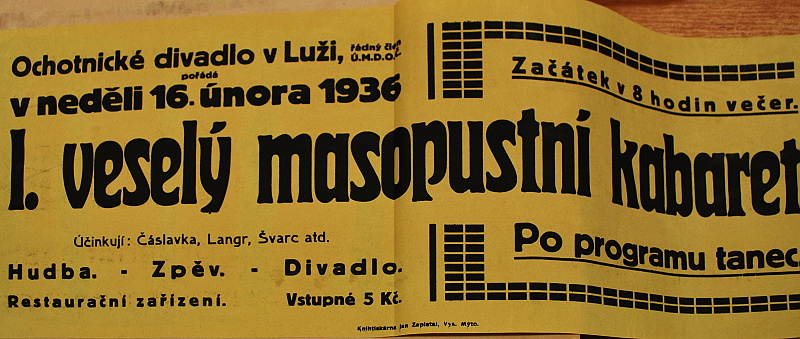 Ochotnické divadlo v Luži, řádný člen
Ú.M.D.O.Č.
pořádá
v neděli 16. února 1936
Začátek v 8 hodin večer.
I. veselý masopustní kabaret
Účinkují: Čáslavka, Langr, Švarc atd.
Hudba. - Zpěv. - Divadlo.
Po programu tanec.
Restaurační zařízení. Vstupné 5 Kč.
Knihtiskárna Jan Zapletal, Vys. Mýto.